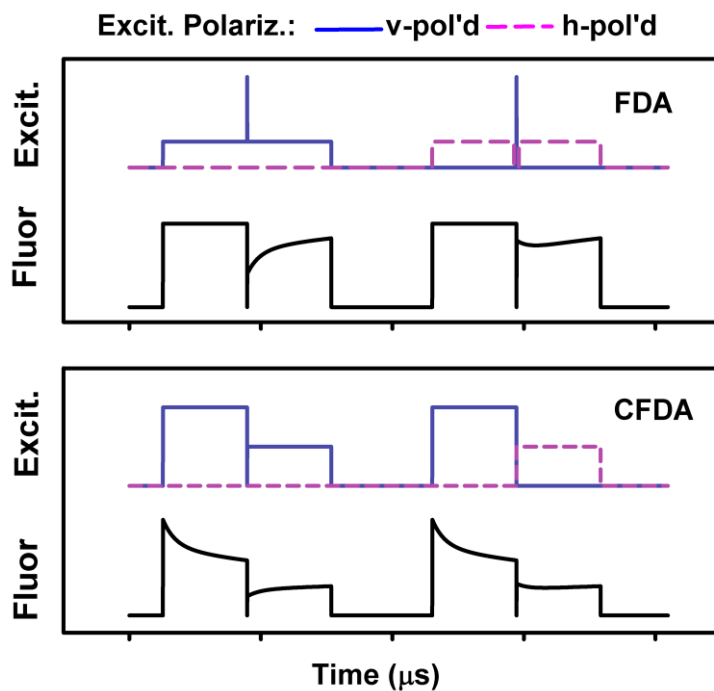 Excit. Polariz.: v-pol'd h-pol'd
Excit.
FDA
Fluor
Excit.
CFDA
Fluor
Time (μs)